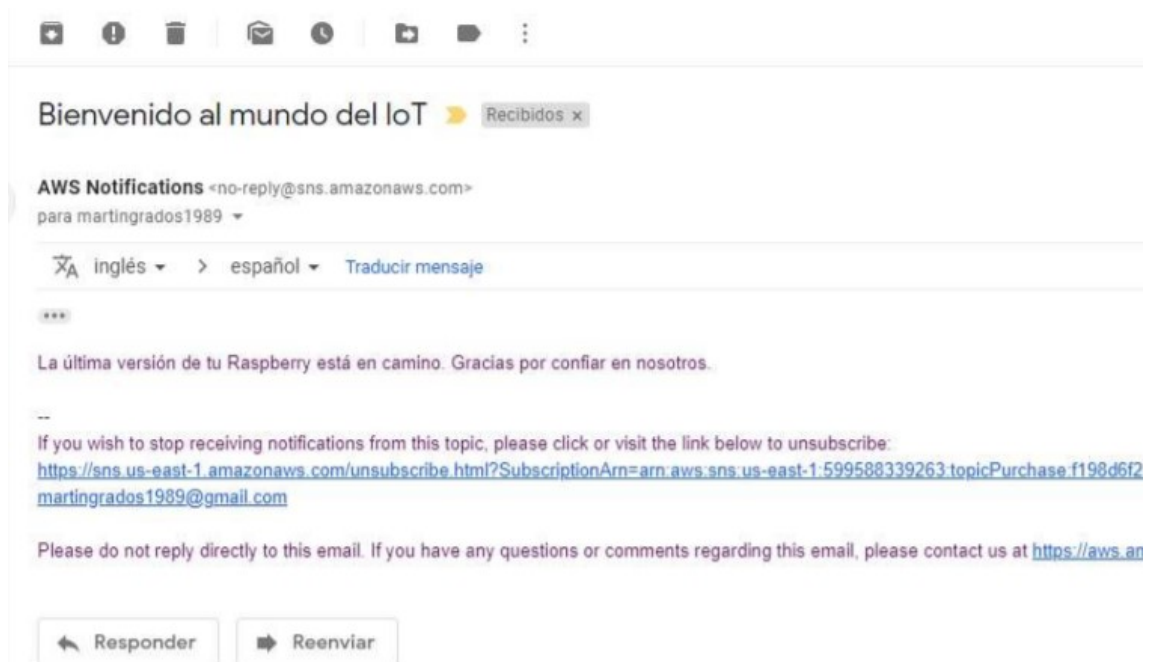 Bienvenido al mundo del IoT Recibidos x
AWS Notifications <no-reply@sns.amazonaws.com>
para martingrados1989
inglés > español Traducir mensaje
La última versión de tu Raspberry está en camino. Gracias por confiar en nosotros.
--
If you wish to stop receiving notifications from this topic, please click or visit the link below to unsubscribe:
https://sns.us-east-1.amazonaws.com/unsubscribe.html?SubscriptionArn=arn:aws:sns:us-east-1:599588339263:topicPurchase:f198d6f2
martingrados1989@gmail.com
Please do not reply directly to this email. If you have any questions or comments regarding this email, please contact us at https://aws.am
Responder Reenviar